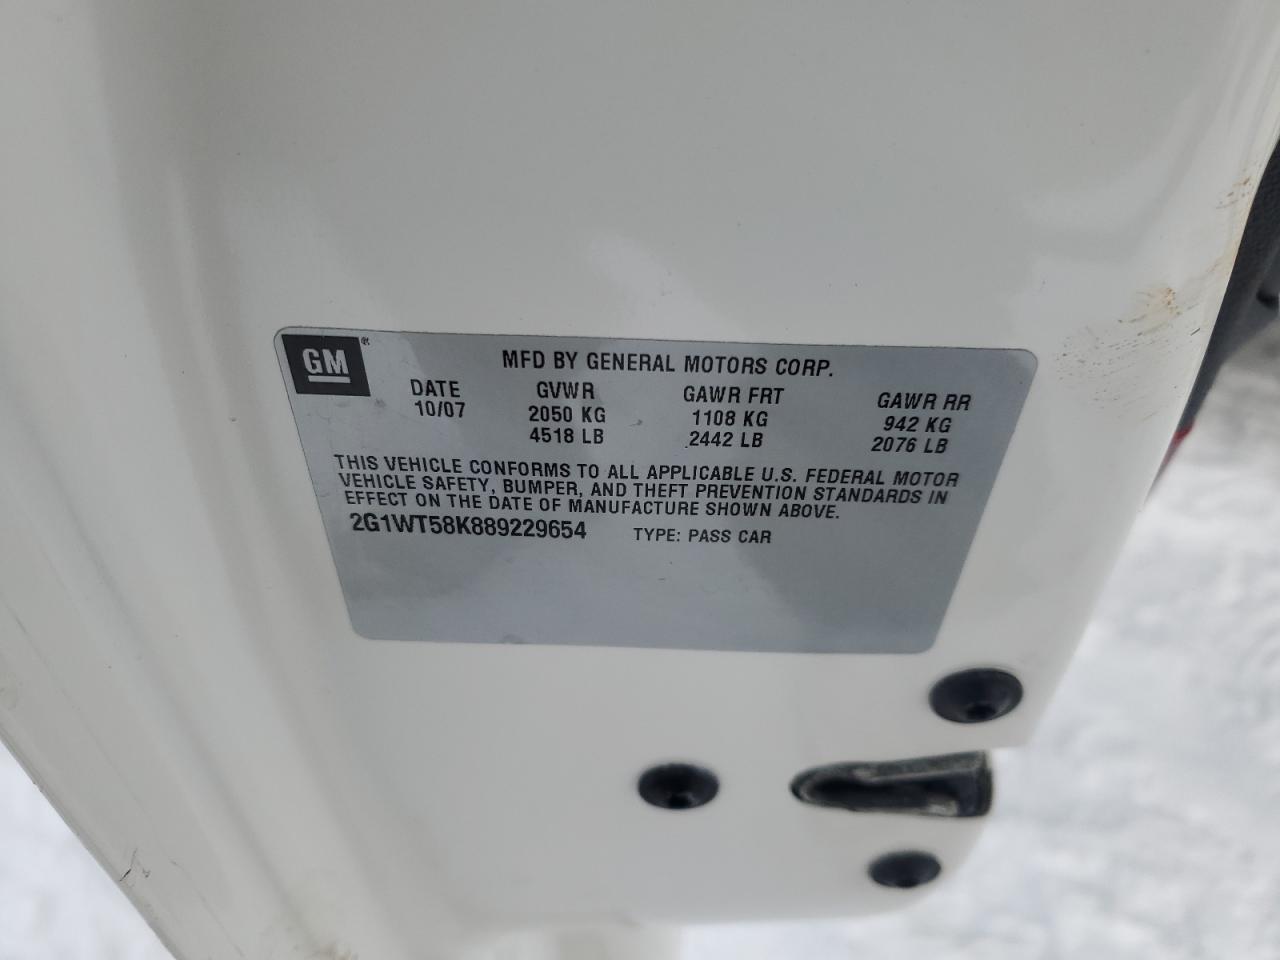 GM®
MFD BY GENERAL MOTORS CORP.
DATE GVWR GAWR FRT GAWR RR
10/07 2050 KG 1108 KG 942 KG
4518 LB 2442 LB 2076 LB
THIS VEHICLE CONFORMS TO ALL APPLICABLE U.S. FEDERAL MOTOR
VEHICLE SAFETY, BUMPER, AND THEFT PREVENTION STANDARDS IN
EFFECT ON THE DATE OF MANUFACTURE SHOWN ABOVE.
2G1WT58K889229654 TYPE: PASS CAR